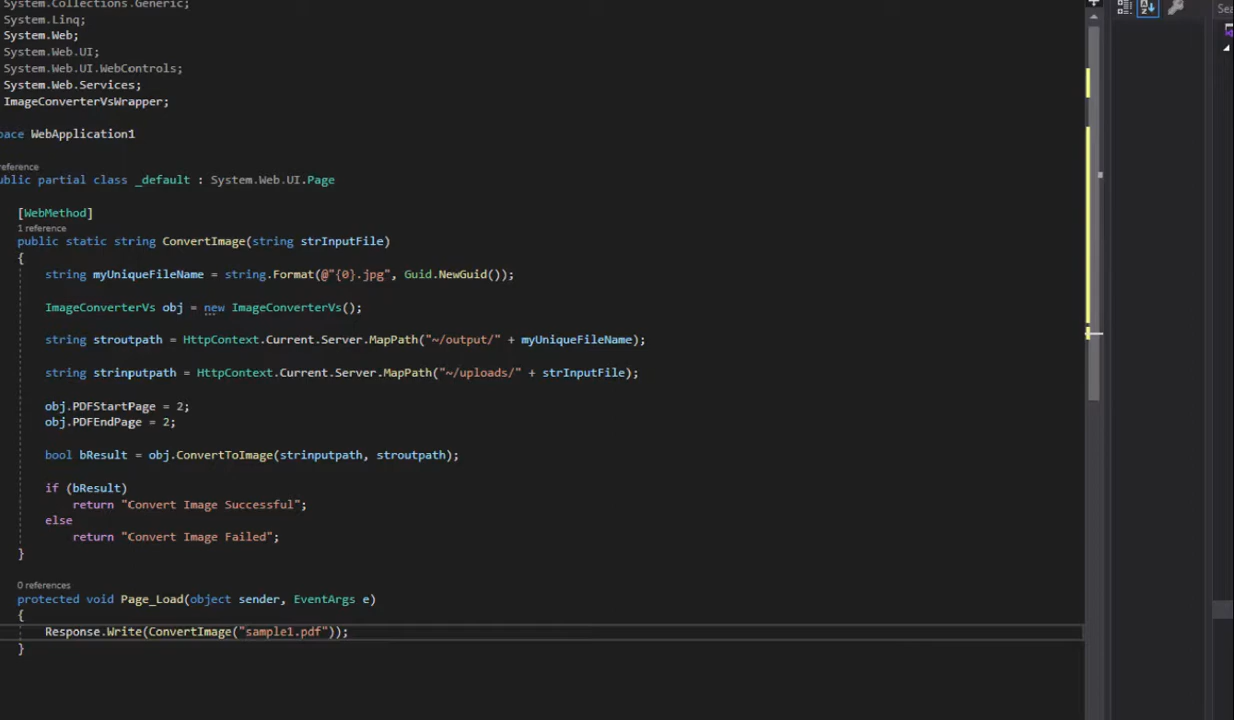 System.Collections.Generic;
System.Linq;
System.Web;
System.Web.UI;
System.Web.UI.WebControls;
System.Web.Services;
ImageConverterVsWrapper;
pace WebApplication1
reference
ublic partial class _default : System.Web.UI.Page
[WebMethod]
1 reference
public static string ConvertImage(string strInputFile)
{
string myUniqueFileName = string.Format(@"{0}.jpg", Guid.NewGuid());
ImageConverterVs obj = new ImageConverterVs();
string stroutpath = HttpContext.Current.Server.MapPath("~/output/" + myUniqueFileName);
string strinputpath = HttpContext.Current.Server.MapPath("~/uploads/" + strInputFile);
obj.PDFStartPage = 2;
obj.PDFEndPage = 2;
bool bResult = obj.ConvertToImage(strinputpath, stroutpath);
if (bResult)
return "Convert Image Successful";
else
return "Convert Image Failed";
}
0 references
protected void Page_Load(object sender, EventArgs e)
{
Response.Write(ConvertImage("sample1.pdf"));
}
Sea